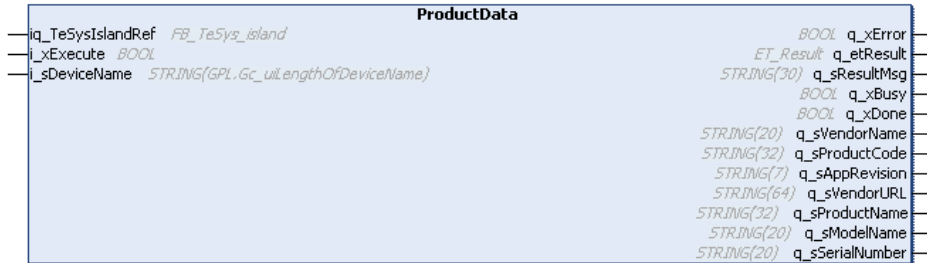 ProductData
iq_TeSysIslandRef FB_TeSys_island BOOL q_xError
i_xExecute BOOL ET_Result q_etResult
i_sDeviceName STRING(GPL.Gc_uiLengthOfDeviceName) STRING(30) q_sResultMsg
BOOL q_xBusy
BOOL q_xDone
STRING(20) q_sVendorName
STRING(32) q_sProductCode
STRING(7) q_sAppRevision
STRING(64) q_sVendorURL
STRING(32) q_sProductName
STRING(20) q_sModelName
STRING(20) q_sSerialNumber